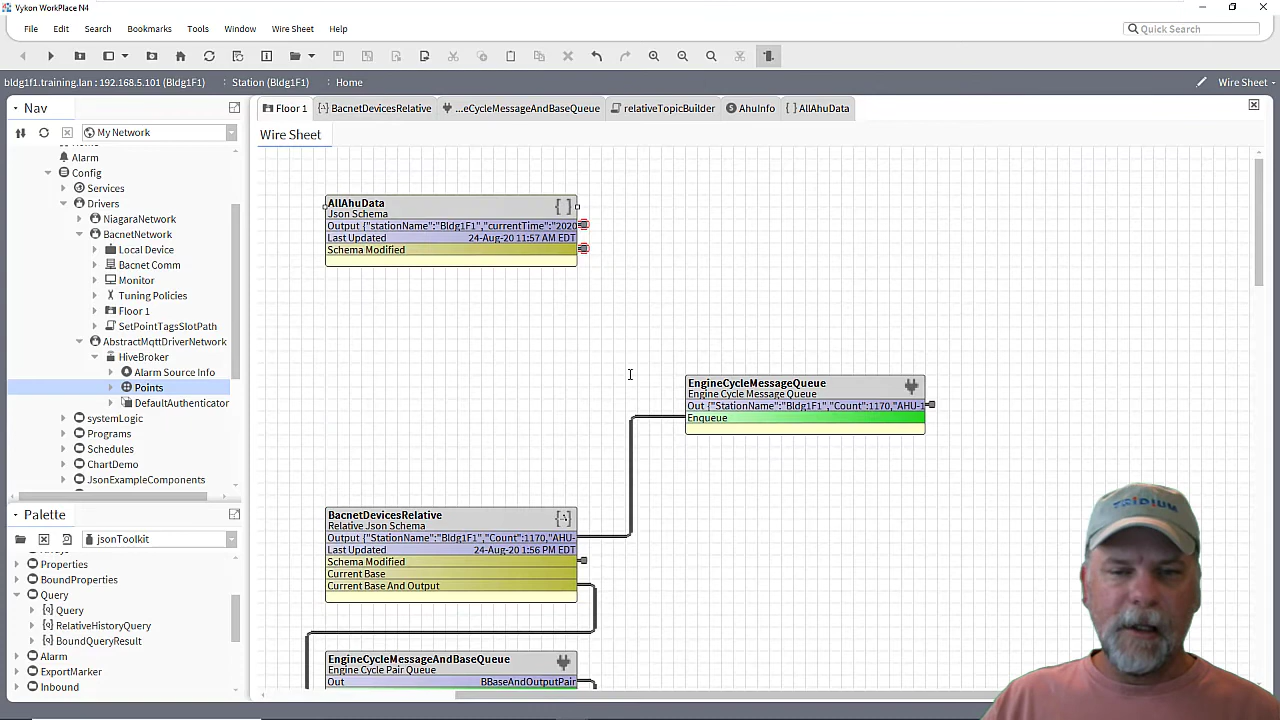 Vykon WorkPlace N4
File Edit Search Bookmarks Tools Window Wire Sheet Help
Quick Search
bldg1f1.training.lan : 192.168.5.101 (Bldg1F1) : Station (Bldg1F1) : Home
Wire Sheet
Nav
My Network
Alarm
Config
Services
Drivers
NiagaraNetwork
BacnetNetwork
Local Device
Bacnet Comm
Monitor
Tuning Policies
Floor 1
SetPointTagsSlotPath
AbstractMqttDriverNetwork
HiveBroker
Alarm Source Info
Points
DefaultAuthenticator
systemLogic
Programs
Schedules
ChartDemo
JsonExampleComponents
Palette
jsonToolkit
Properties
BoundProperties
Query
Query
RelativeHistoryQuery
BoundQueryResult
Alarm
ExportMarker
Inbound
Floor 1 BacnetDevicesRelative ...eCycleMessageAndBaseQueue relativeTopicBuilder AhuInfo AllAhuData
Wire Sheet
AllAhuData
Json Schema
Output {"stationName":"Bldg1F1","currentTime":"2020
Last Updated 24-Aug-20 11:57 AM EDT
Schema Modified
EngineCycleMessageQueue
Engine Cycle Message Queue
Out {"StationName":"Bldg1F1","Count":1170,"AHU-1
Enqueue
BacnetDevicesRelative
Relative Json Schema
Output {"StationName":"Bldg1F1","Count":1170,"AHU-
Last Updated 24-Aug-20 1:56 PM EDT
Schema Modified
Current Base
Current Base And Output
EngineCycleMessageAndBaseQueue
Engine Cycle Pair Queue
Out BBaseAndOutputPair
TRIDIUM